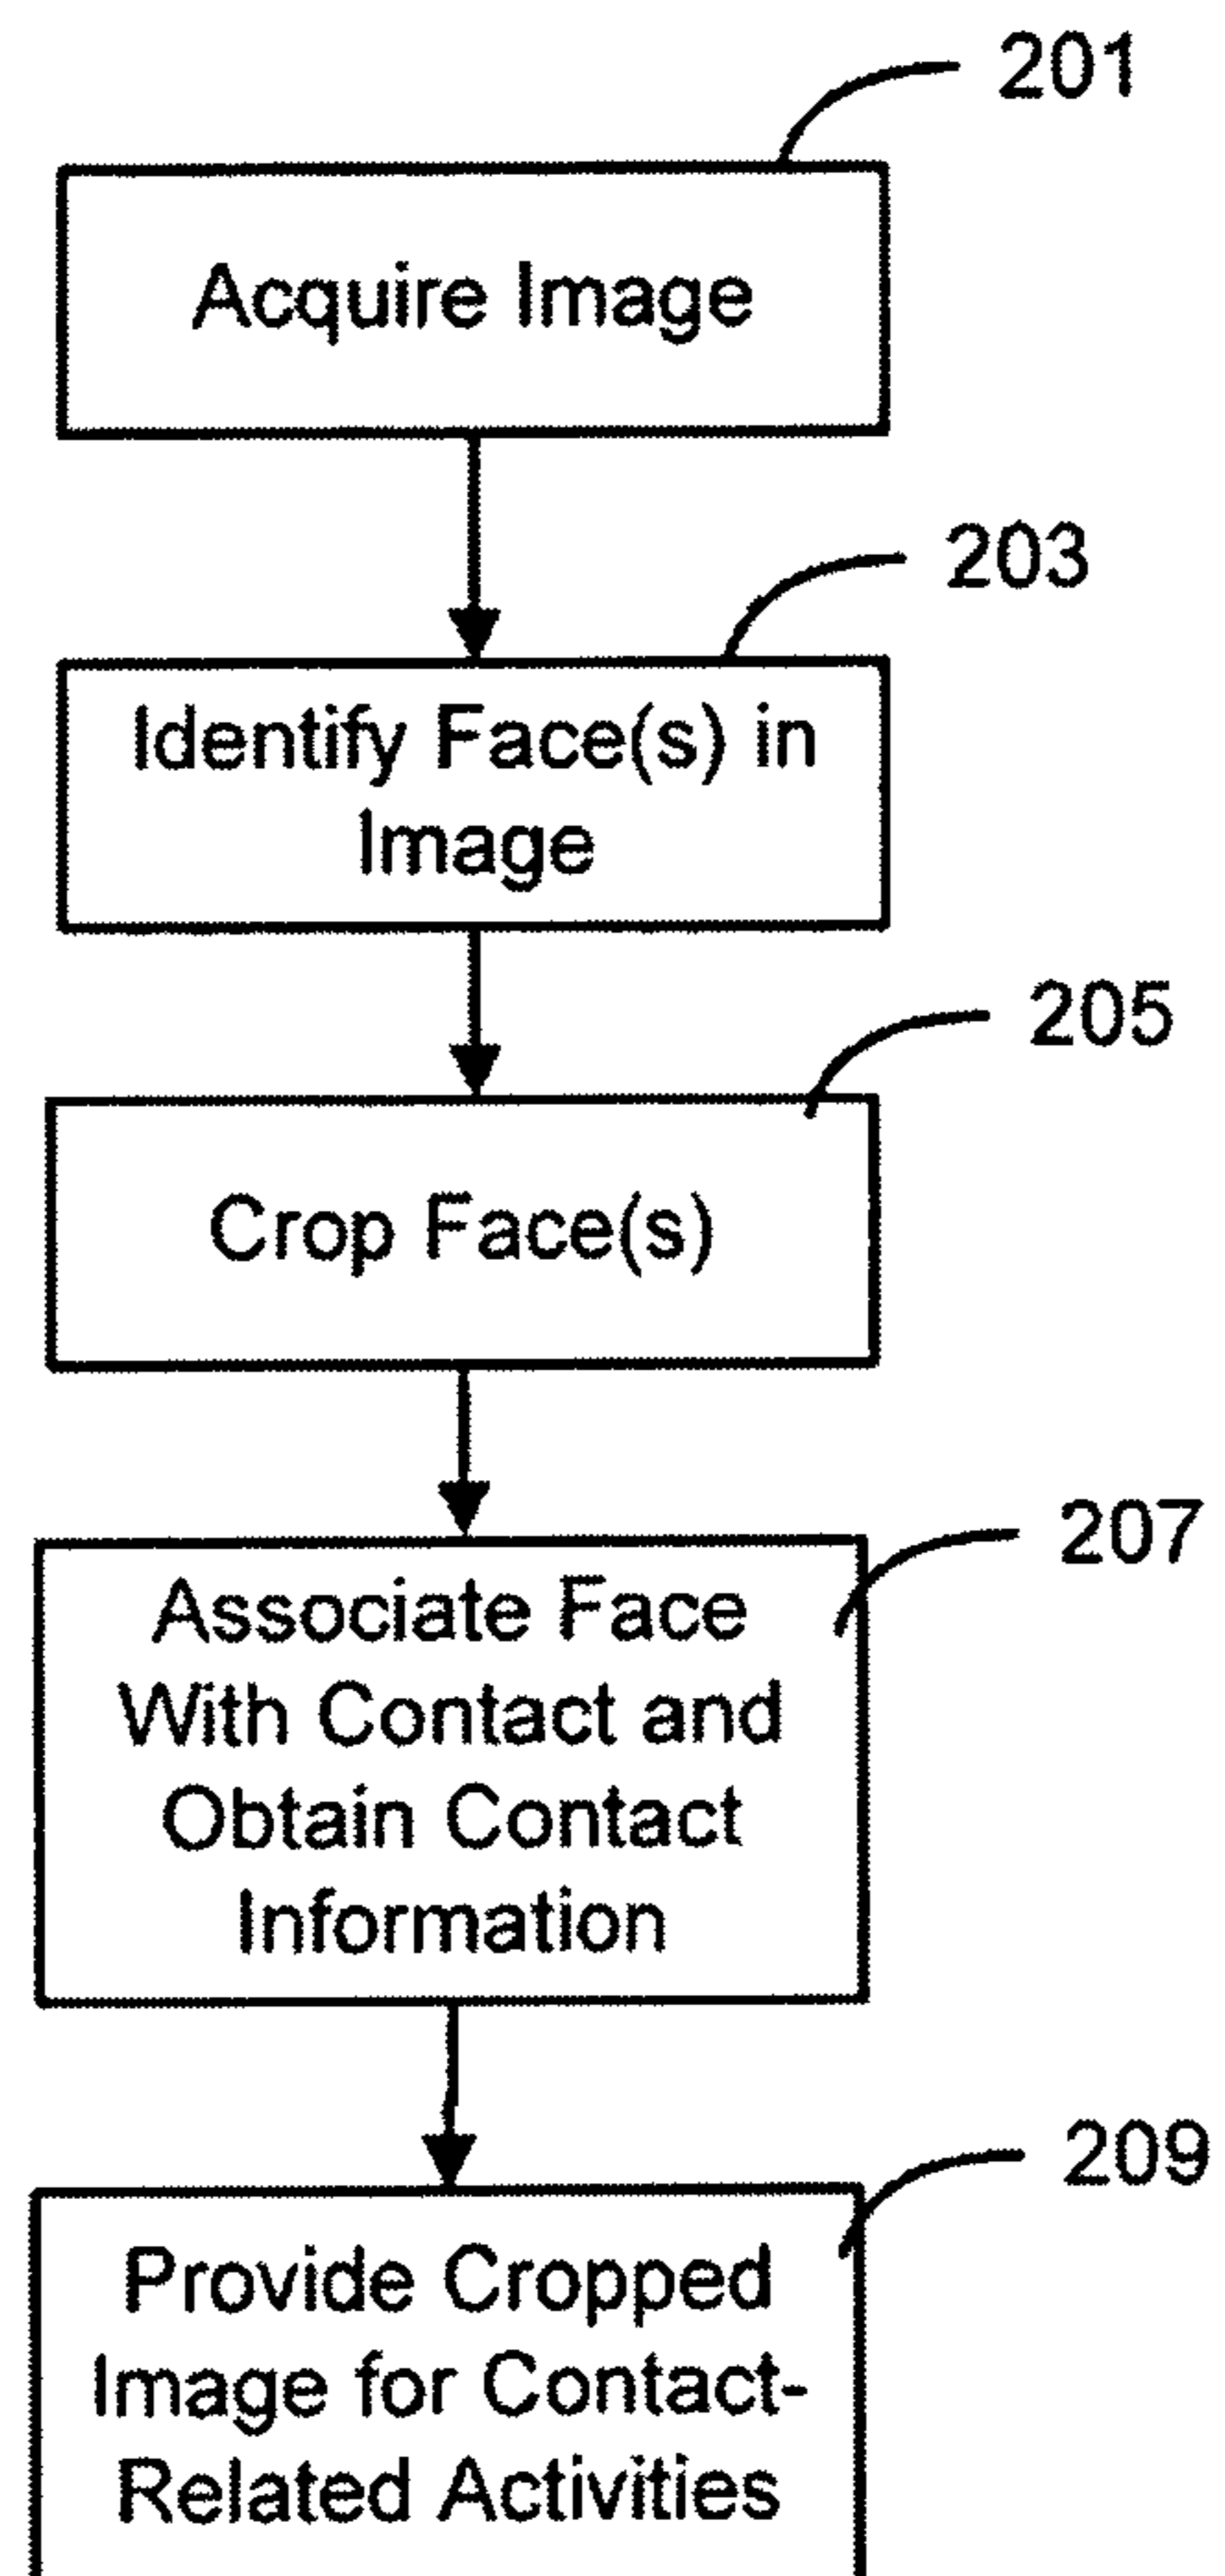 201
Acquire Image
203
Identify Face(s) in
Image
205
Crop Face(s)
207
Associate Face
With Contact and
Obtain Contact
Information
209
Provide Cropped
Image for Contact-
Related Activities